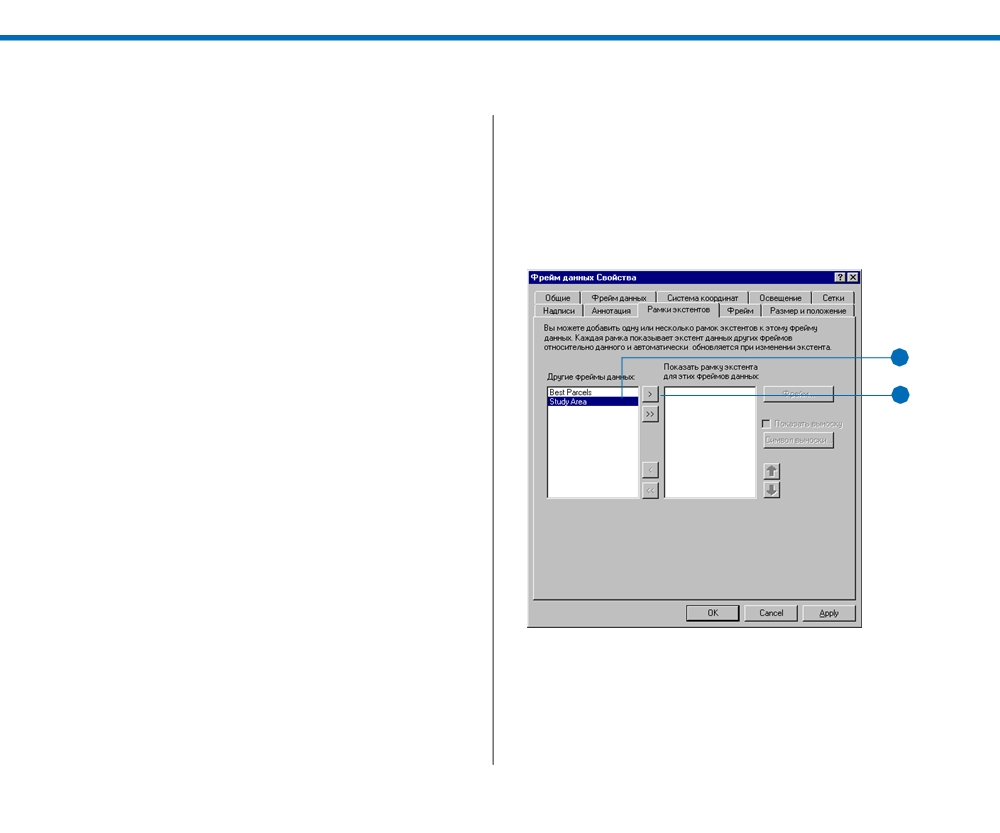 Фрейм данных Свойства
Общие Фрейм данных Система координат Освещение Сетки
Надписи Аннотация Рамки экстентов Фрейм Размер и положение
Вы можете добавить одну или несколько рамок экстентов к этому фрейму
данных. Каждая рамка показывает экстент данных других фреймов
относительно данного и автоматически обновляется при изменении экстента.
Другие фреймы данных:
Показать рамку экстента
для этих фреймов данных:
Best Parcels
Study Area
>
>>
<
<<
Фрейм...
Показать выноску
Символ выноски...
OK Cancel Apply